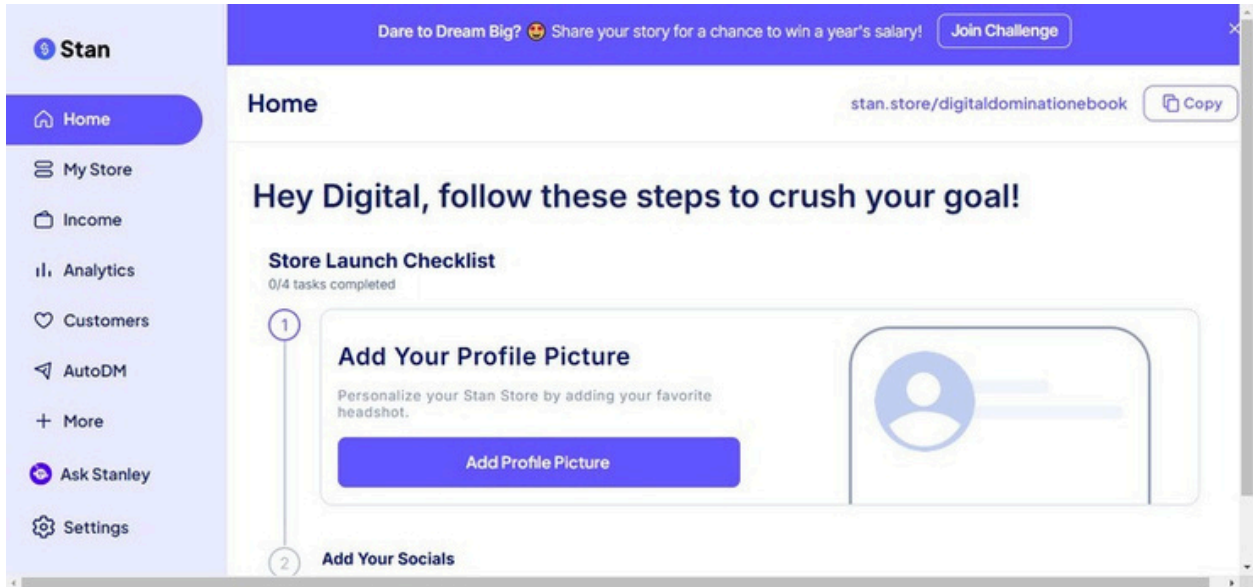 Stan
Dare to Dream Big? 🤩 Share your story for a chance to win a year's salary! Join Challenge
Home
My Store
Income
Analytics
Customers
AutoDM
More
Ask Stanley
Settings
Home
stan.store/digitaldominationebook Copy
Hey Digital, follow these steps to crush your goal!
Store Launch Checklist
0/4 tasks completed
1
Add Your Profile Picture
Personalize your Stan Store by adding your favorite
headshot.
Add Profile Picture
2 Add Your Socials